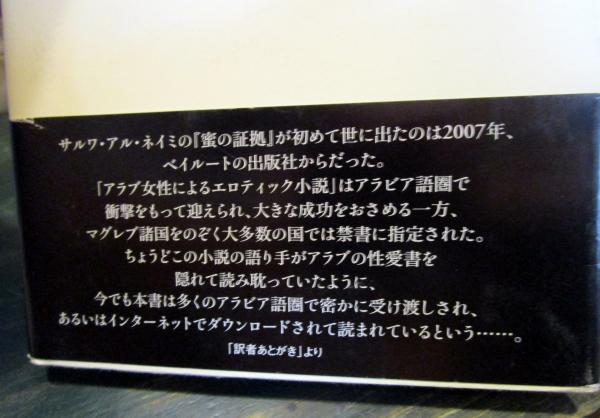 サルワ・アル・ネイミの『蜜の証拠』が初めて世に出たのは2007年、
ベイルートの出版社からだった。
「アラブ女性によるエロティック小説」はアラビア語圏で
衝撃をもって迎えられ、大きな成功をおさめる一方、
マグレブ諸国をのぞく大多数の国では禁書に指定された。
ちょうどこの小説の語り手がアラブの性愛書を
隠れて読み耽っていたように、
今でも本書は多くのアラビア語圏で密かに受け渡しされ、
あるいはインターネットでダウンロードされて読まれているという……。
「訳者あとがき」より